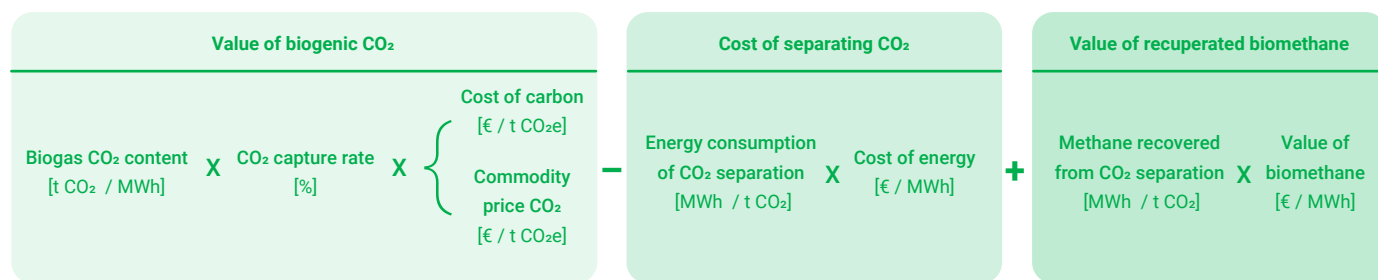 Value of biogenic CO₂
Biogas CO₂ content
[t CO₂ / MWh]
X
CO₂ capture rate
[%]
X
Cost of carbon
[€ / t CO₂e]
Commodity
price CO₂
[€ / t CO₂e]
–
Cost of separating CO₂
Energy consumption
of CO₂ separation
[MWh / t CO₂]
X
Cost of energy
[€ / MWh]
+
Value of recuperated biomethane
Methane recovered
from CO₂ separation
[MWh / t CO₂]
X
Value of
biomethane
[€ / MWh]